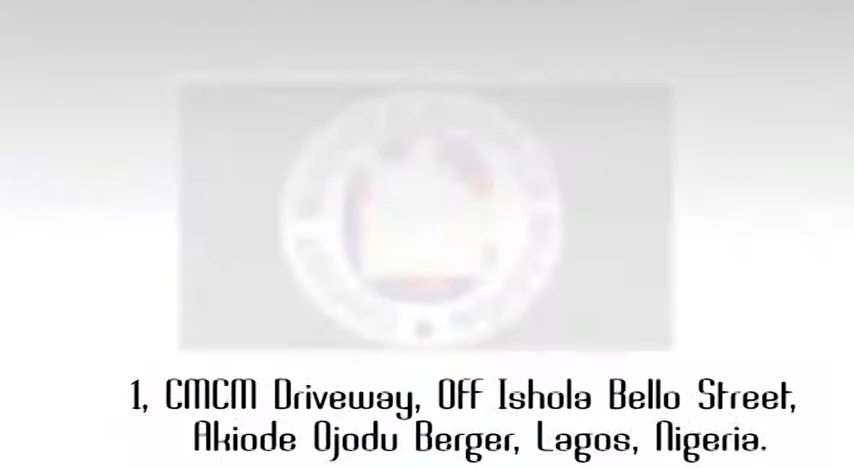 1, CMCM Driveway, Off Ishola Bello Street,
Akiode Ojodu Berger, Lagos, Nigeria.